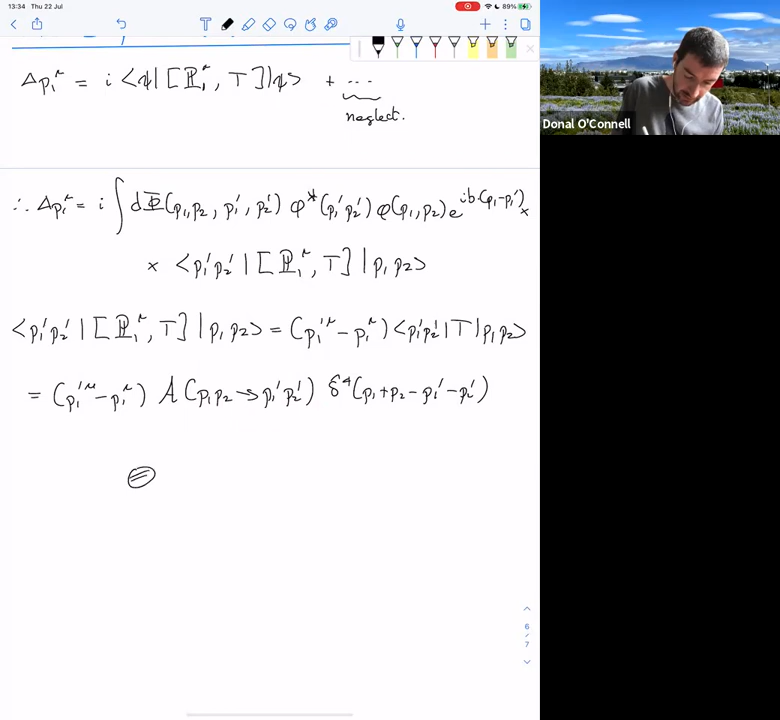 13:34 Thu 22 Jul
89%
Δp₁^μ = i <ψ| [ℙ₁^μ, T] |ψ> + ...
neglect.
∴ Δp₁^μ = i ∫ dΦ(p₁, p₂, p₁', p₂') φ*(p₁' p₂') φ(p₁, p₂) e^{ib·(p₁-p₁')} ×
× <p₁' p₂' | [ℙ₁^μ, T] | p₁ p₂>
<p₁' p₂' | [ℙ₁^μ, T] | p₁ p₂> = (p₁'^μ - p₁^μ) <p₁' p₂' | T | p₁ p₂>
= (p₁'^μ - p₁^μ) A (p₁ p₂ → p₁' p₂') δ⁴(p₁ + p₂ - p₁' - p₂')
6
/
7
Donal O'Connell